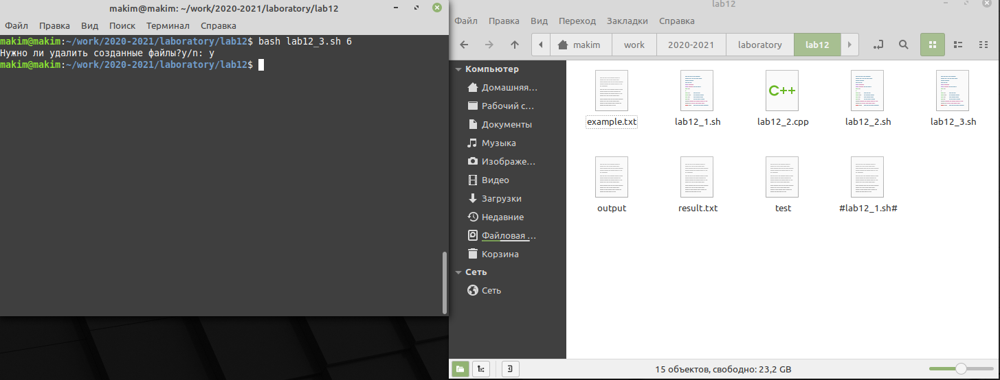 makim@makim: ~/work/2020-2021/laboratory/lab12
Файл Правка Вид Поиск Терминал Справка
makim@makim:~/work/2020-2021/laboratory/lab12$ bash lab12_3.sh 6
Нужно ли удалить созданные файлы?y/n: y
makim@makim:~/work/2020-2021/laboratory/lab12$
lab12
Файл Правка Вид Переход Закладки Справка
makim work 2020-2021 laboratory lab12
Компьютер
Домашняя...
Рабочий с...
Документы
Музыка
Изображе...
Видео
Загрузки
Недавние
Файловая ...
Корзина
Сеть
Сеть
example.txt lab12_1.sh lab12_2.cpp lab12_2.sh lab12_3.sh
C++
output result.txt test #lab12_1.sh#
15 объектов, свободно: 23,2 GB